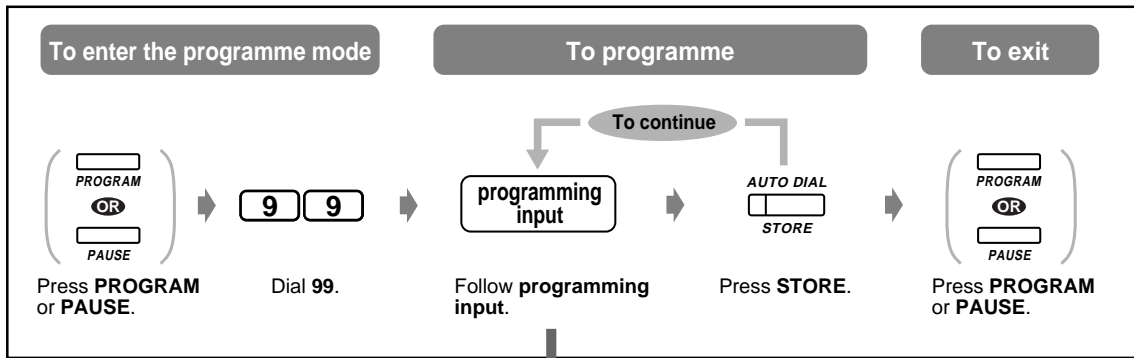 To enter the programme mode
To programme
To exit
To continue
PROGRAM
OR
PAUSE
9 9
programming
input
AUTO DIAL
STORE
PROGRAM
OR
PAUSE
Press PROGRAM
or PAUSE.
Dial 99.
Follow programming
input.
Press STORE.
Press PROGRAM
or PAUSE.